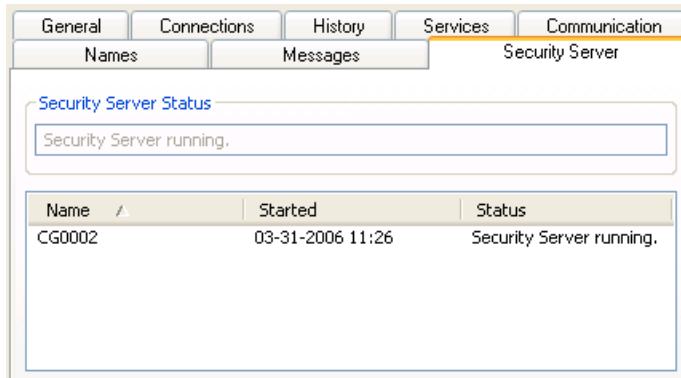 General Connections History Services Communication
Names Messages Security Server
Security Server Status
Security Server running.
Name Started Status
CG0002 03-31-2006 11:26 Security Server running.